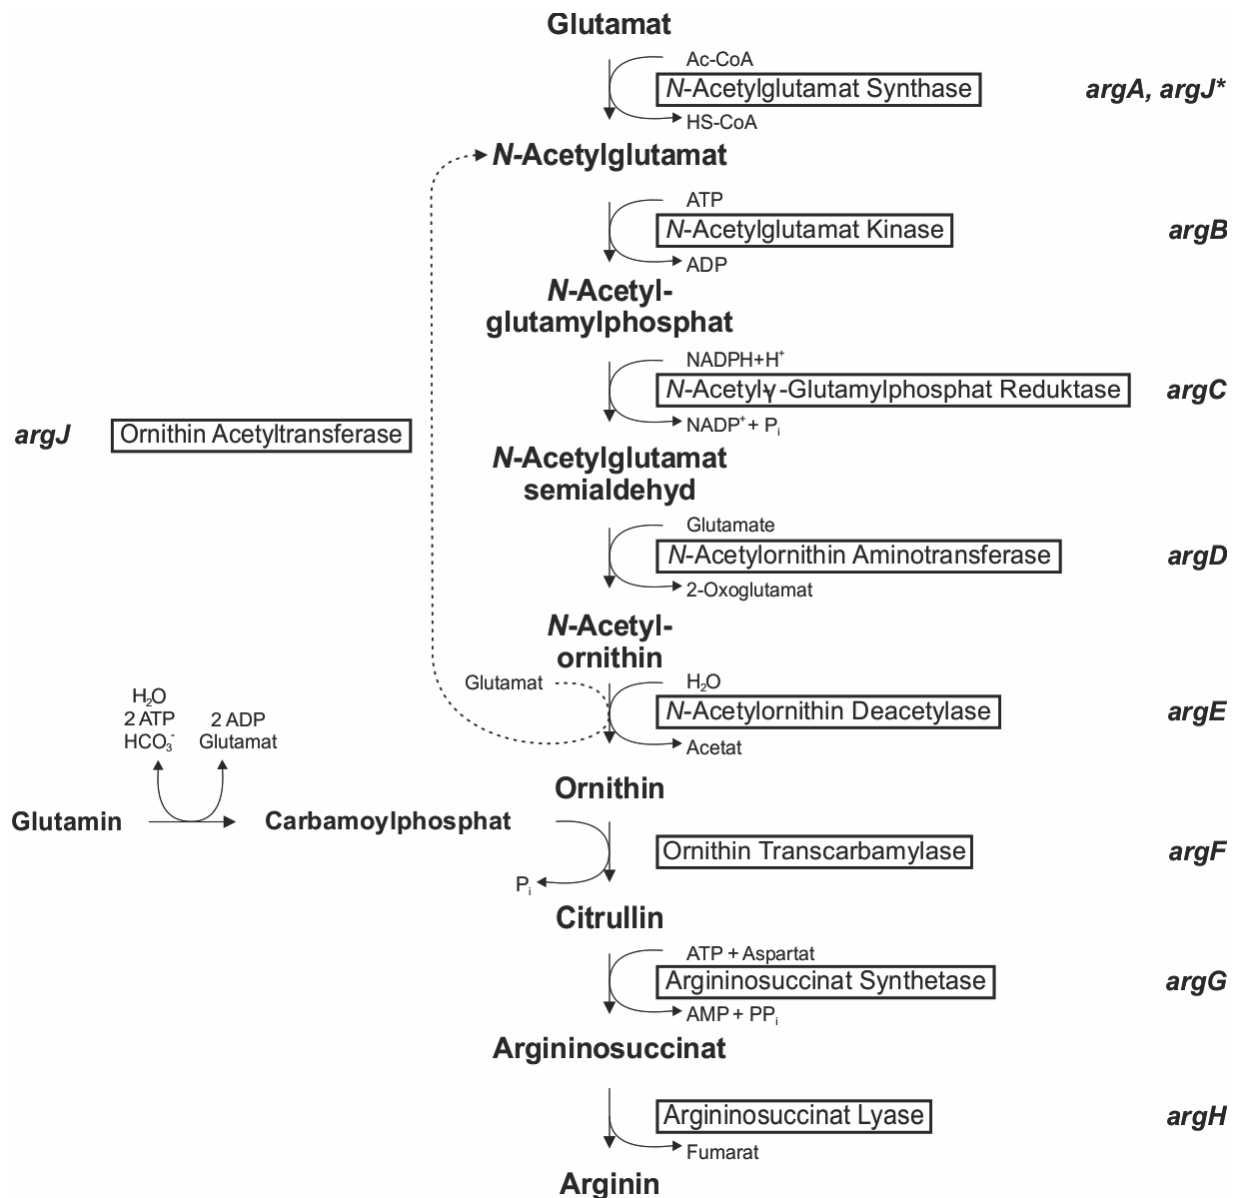 Glutamat
Ac-CoA
N-Acetylglutamat Synthase
argA, argJ*
HS-CoA
N-Acetylglutamat
ATP
N-Acetylglutamat Kinase
argB
ADP
N-Acetyl-
glutamylphosphat
NADPH+H⁺
N-Acetylγ-Glutamylphosphat Reduktase
argC
NADP⁺ + Pᵢ
argJ
Ornithin Acetyltransferase
N-Acetylglutamat
semialdehyd
Glutamate
N-Acetylornithin Aminotransferase
argD
2-Oxoglutamat
N-Acetyl-
ornithin
Glutamat
H₂O
N-Acetylornithin Deacetylase
argE
Acetat
H₂O
2 ATP
HCO₃⁻
2 ADP
Glutamat
Ornithin
Glutamin
Carbamoylphosphat
Ornithin Transcarbamylase
argF
Pᵢ
Citrullin
ATP + Aspartat
Argininosuccinat Synthetase
argG
AMP + PPᵢ
Argininosuccinat
Argininosuccinat Lyase
argH
Fumarat
Arginin